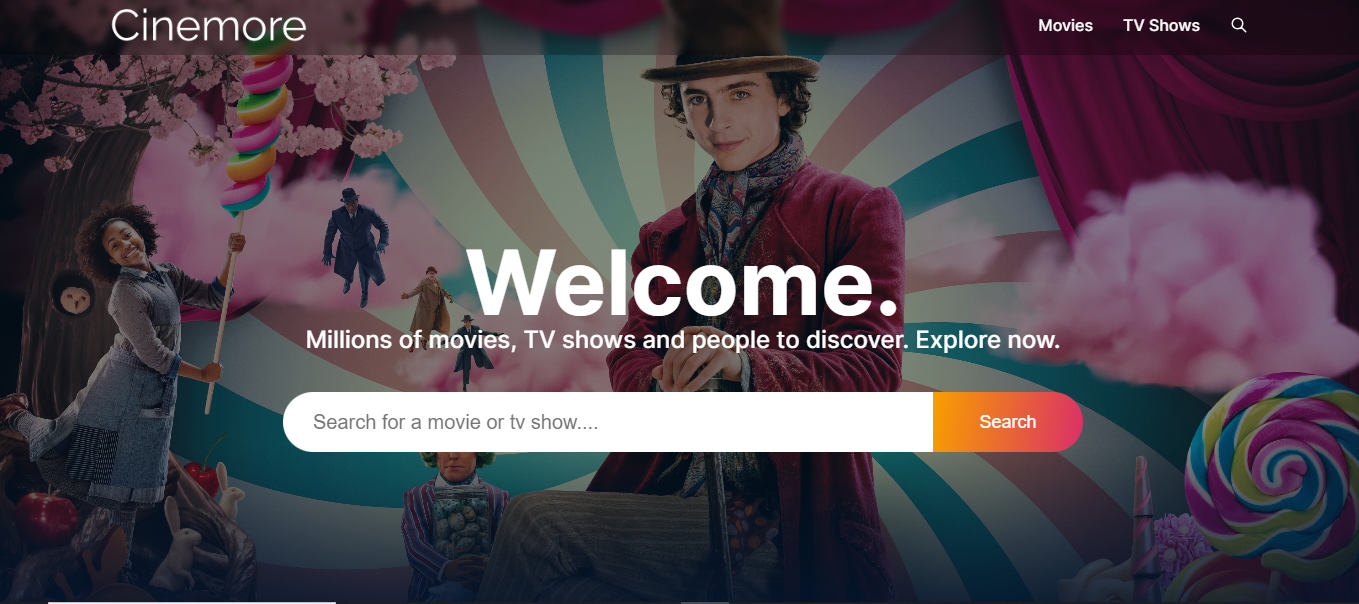 Cinemore
Movies
TV Shows
Welcome.
Millions of movies, TV shows and people to discover. Explore now.
Search for a movie or tv show....
Search